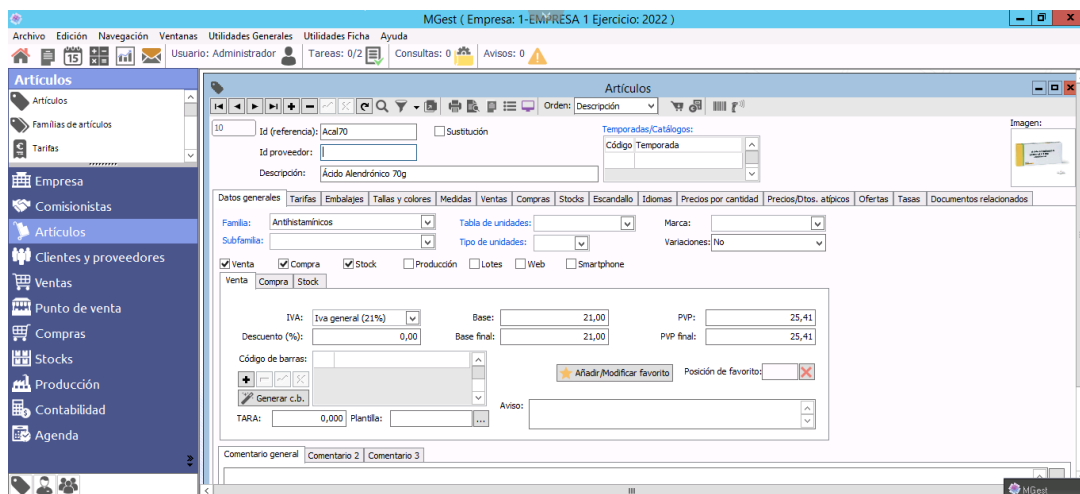 MGest ( Empresa: 1-EMPRESA 1 Ejercicio: 2022 )
Archivo Edición Navegación Ventanas Utilidades Generales Utilidades Ficha Ayuda
Usuario: Administrador Tareas: 0/2 Consultas: 0 Avisos: 0
15
Artículos
Artículos
Famílias de artículos
Tarifas
Empresa
Comisionistas
Artículos
Clientes y proveedores
Ventas
Punto de venta
Compras
Stocks
Producción
Contabilidad
Agenda
Artículos
Orden: Descripción
10 Id (referencia): Acal70 Sustitución
Id proveedor:
Descripción: Ácido Alendrónico 70g
Temporadas/Catálogos:
Código Temporada
Imagen:
Datos generales Tarifas Embalajes Tallas y colores Medidas Ventas Compras Stocks Escandallo Idiomas Precios por cantidad Precios/Dtos. atípicos Ofertas Tasas Documentos relacionados
Familia: Antihistamínicos Tabla de unidades: Marca:
Subfamilia: Tipo de unidades: Variaciones: No
Venta Compra Stock Producción Lotes Web Smartphone
Venta Compra Stock
IVA: Iva general (21%) Base: 21,00 PVP: 25,41
Descuento (%): 0,00 Base final: 21,00 PVP final: 25,41
Código de barras:
Añadir/Modificar favorito Posición de favorito:
Generar c.b.
Aviso:
TARA: 0,000 Plantilla: ...
Comentario general Comentario 2 Comentario 3
MGest